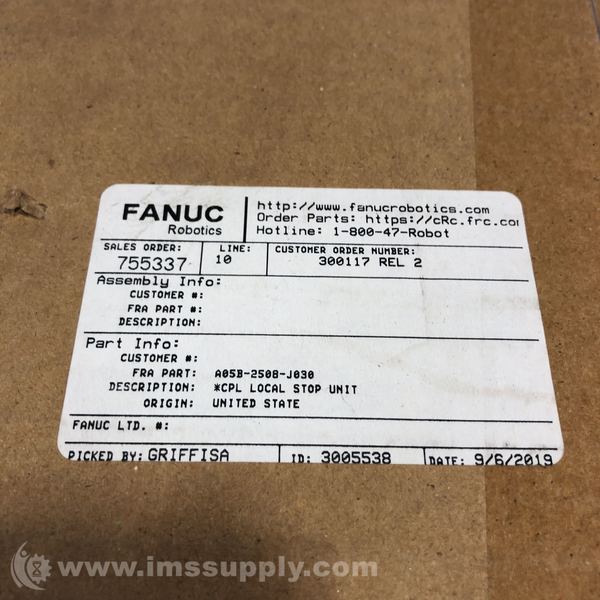 FANUC
Robotics
http://www.fanucrobotics.com
Order Parts: https://cRc.frc.com
Hotline: 1-800-47-Robot
SALES ORDER:
755337
LINE:
10
CUSTOMER ORDER NUMBER:
300117 REL 2
Assembly Info:
CUSTOMER #:
FRA PART:
DESCRIPTION:
Part Info:
CUSTOMER #:
FRA PART: A05B-2508-J030
DESCRIPTION: *CPL LOCAL STOP UNIT
ORIGIN: UNITED STATE
FANUC LTD. #:
PICKED BY: GRIFFISA
ID: 3005538
DATE: 9/6/2019
www.imssupply.com